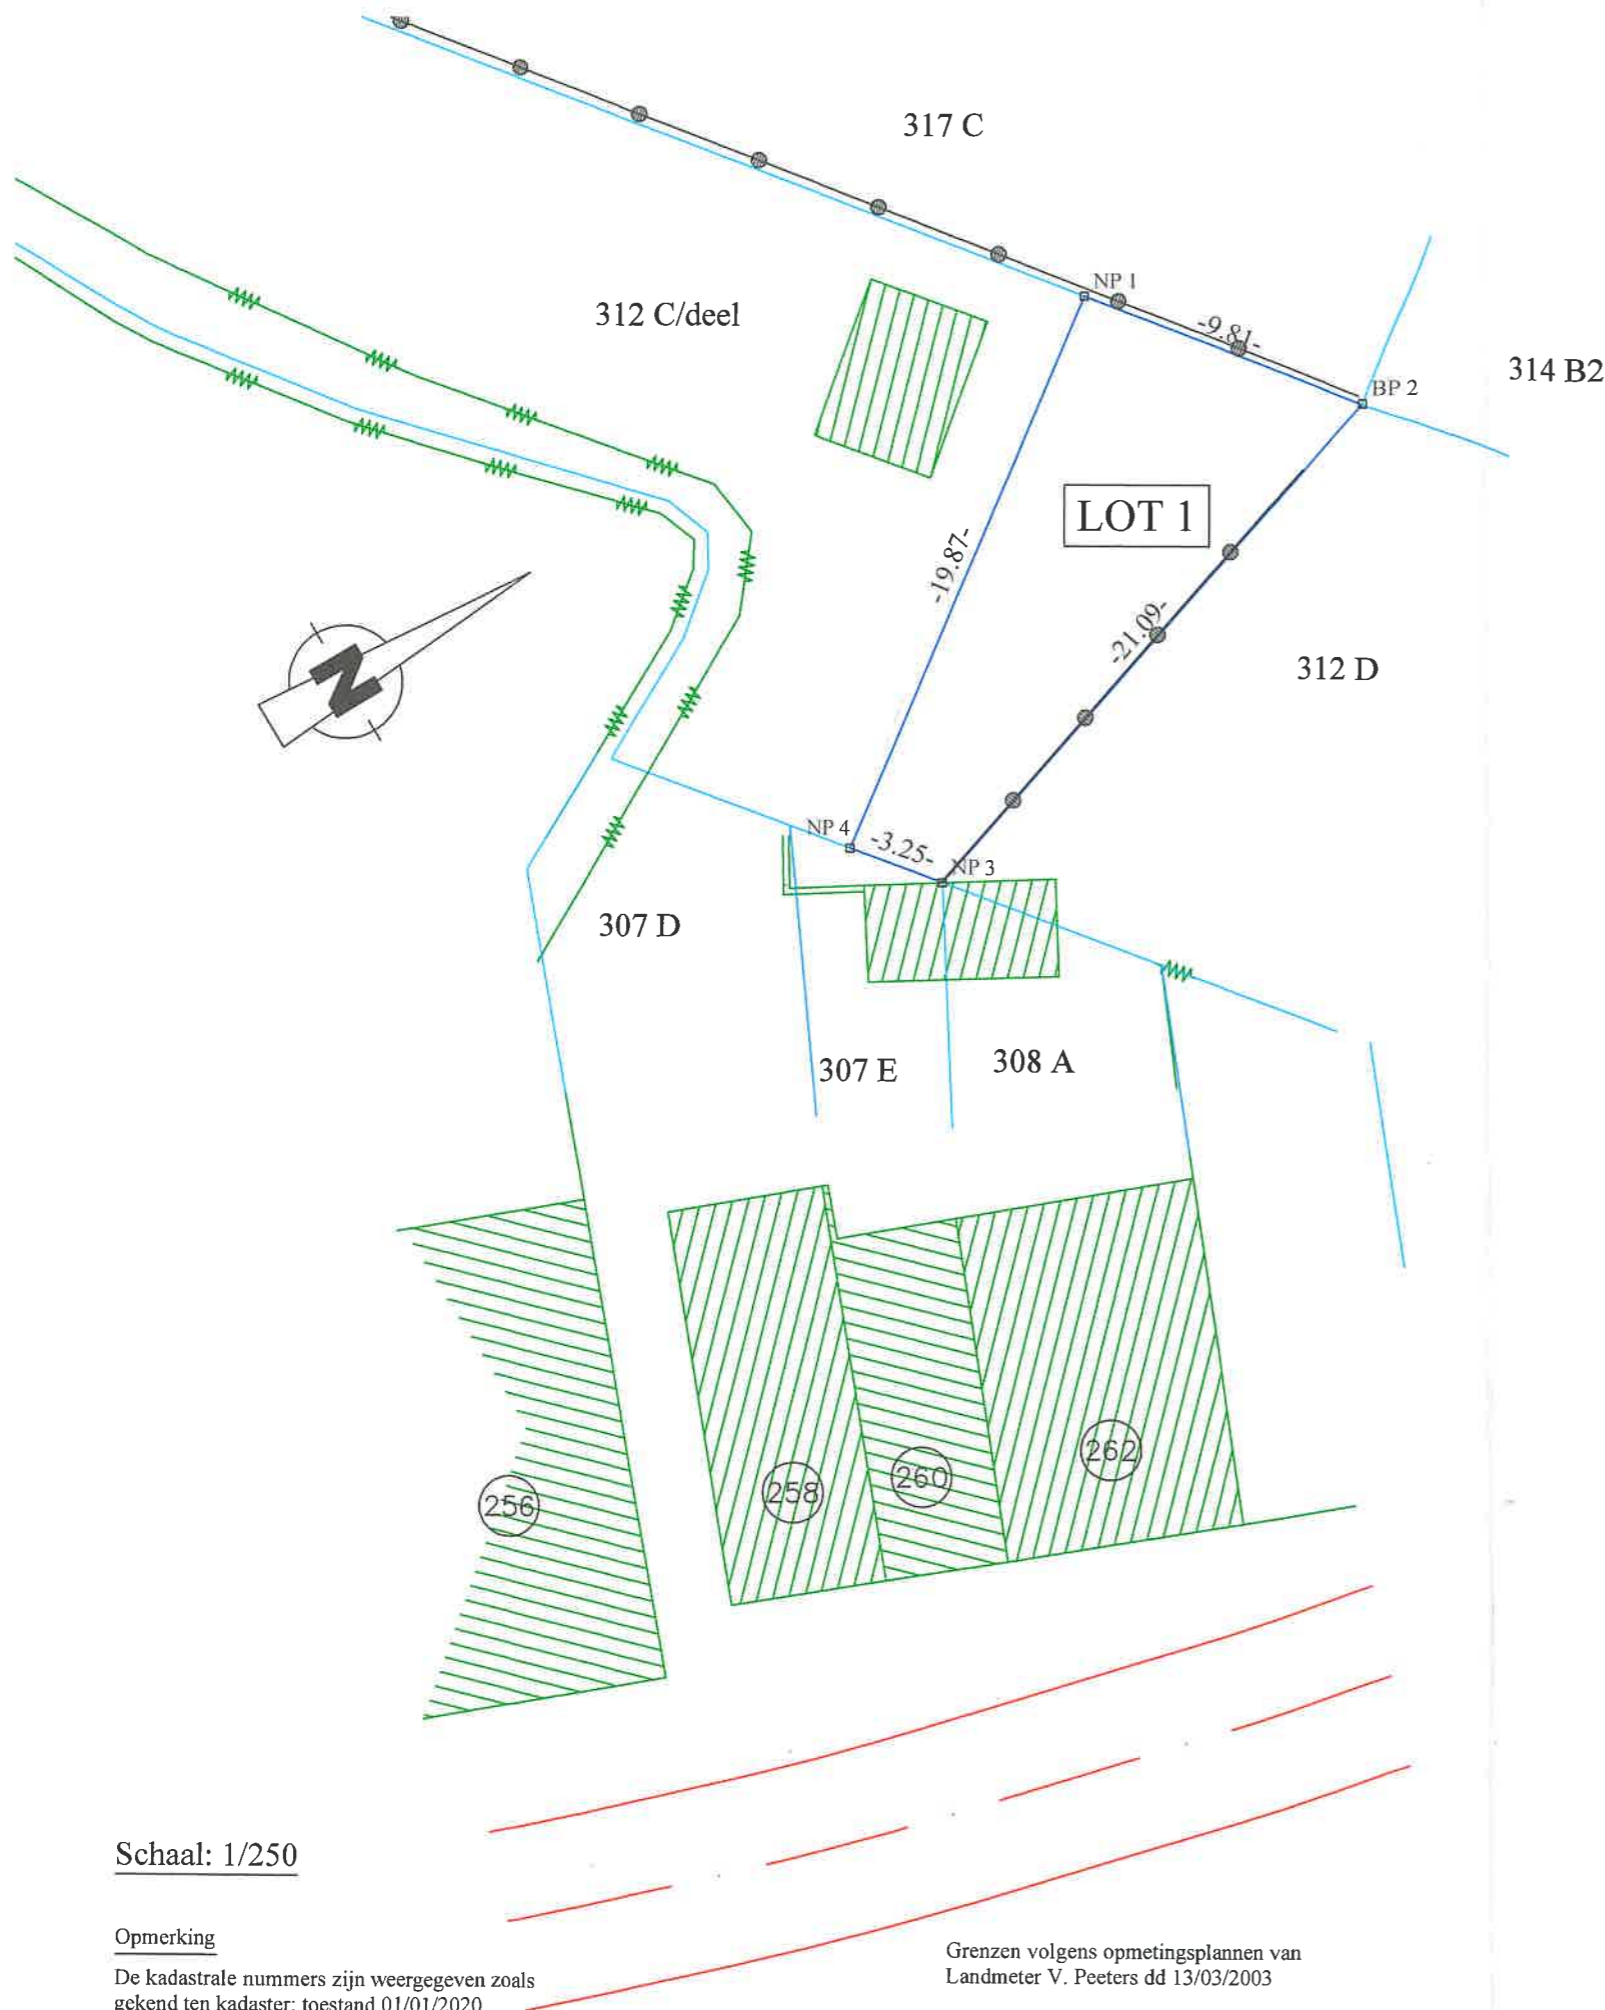 317 C
NP 1
312 C/deel
-9.81-
314 B2
BP 2
LOT 1
-19.87-
-21.09-
312 D
N
NP 4
-3.25-
NP 3
307 D
307 E
308 A
256
258
260
262
Schaal: 1/250
Opmerking
De kadastrale nummers zijn weergegeven zoals
gekend ten kadaster: toestand 01/01/2020
Grenzen volgens opmetingsplannen van
Landmeter V. Peeters dd 13/03/2003